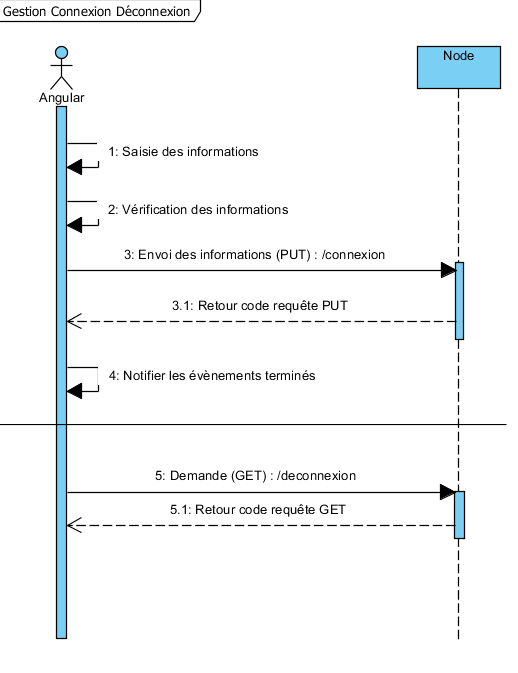 Gestion Connexion Déconnexion
Node
Angular
1: Saisie des informations
2: Vérification des informations
3: Envoi des informations (PUT) : /connexion
3.1: Retour code requête PUT
4: Notifier les évènements terminés
5: Demande (GET) : /deconnexion
5.1: Retour code requête GET